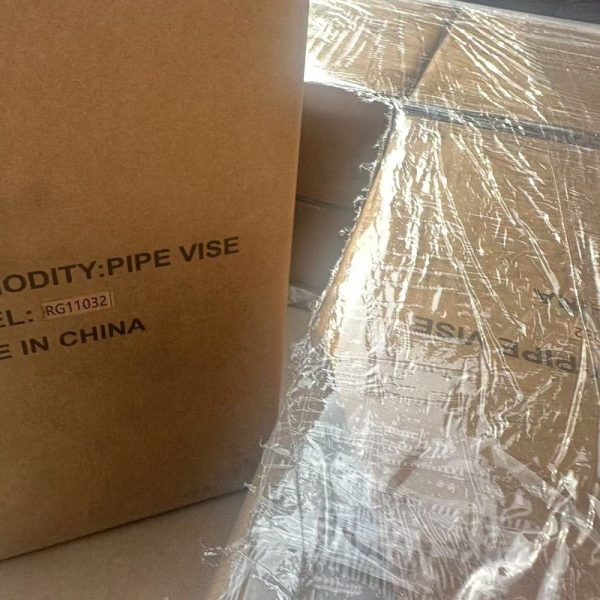 ODITY:PIPE VISE
EL: RG11032
E IN CHINA
PIPE VISE